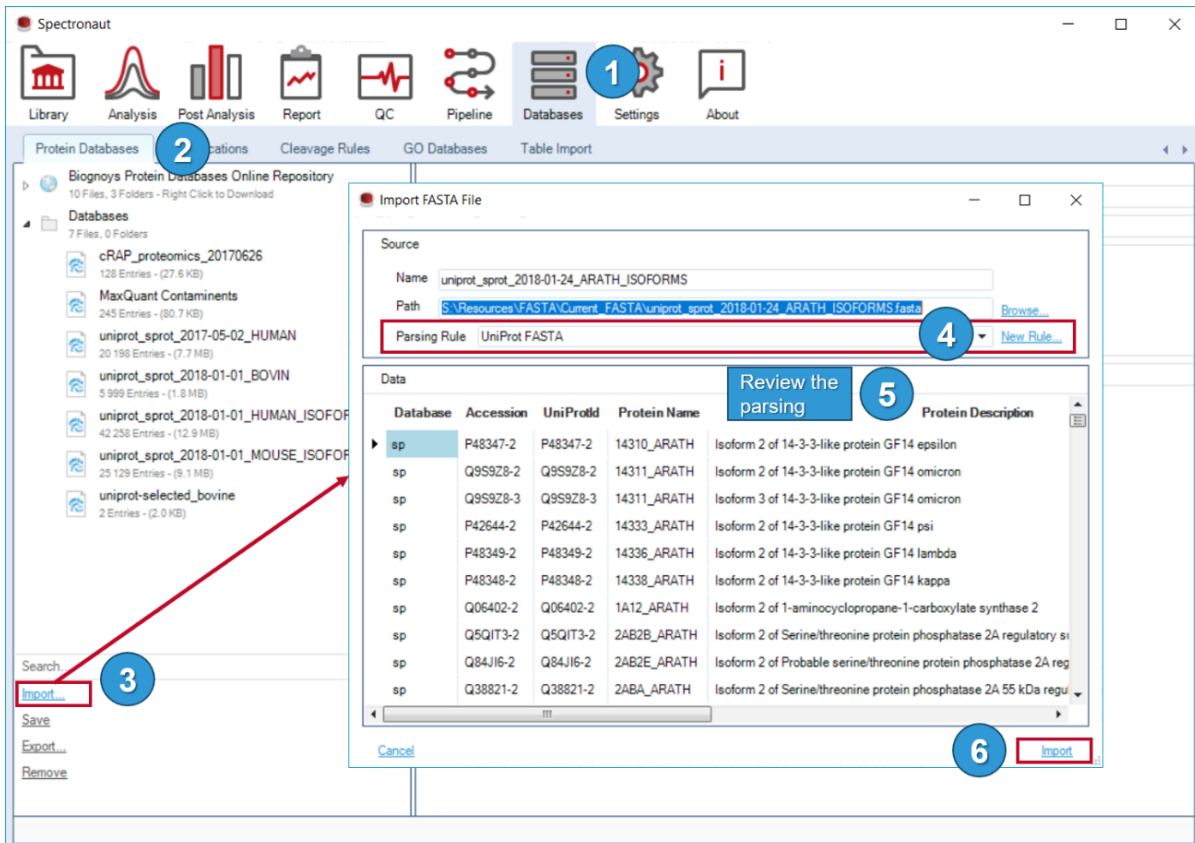 Spectronaut
Library Analysis Post Analysis Report QC Pipeline Databases 1 Settings About
Protein Databases 2 cations Cleavage Rules GO Databases Table Import
Biognoys Protein Databases Online Repository
10 Files, 3 Folders - Right Click to Download
Databases
7 Files, 0 Folders
cRAP_proteomics_20170626
128 Entries - (27.6 KB)
MaxQuant Contaminents
245 Entries - (80.7 KB)
uniprot_sprot_2017-05-02_HUMAN
20 198 Entries - (7.7 MB)
uniprot_sprot_2018-01-01_BOVIN
5 999 Entries - (1.8 MB)
uniprot_sprot_2018-01-01_HUMAN_ISOFOR
42 258 Entries - (12.9 MB)
uniprot_sprot_2018-01-01_MOUSE_ISOFOF
25 129 Entries - (9.1 MB)
uniprot-selected_bovine
2 Entries - (2.0 KB)
Search...
Import... 3
Save
Export...
Remove
Import FASTA File
Source
Name uniprot_sprot_2018-01-24_ARATH_ISOFORMS
Path S:\Resources\FASTA\Current_FASTA\uniprot_sprot_2018-01-24_ARATH_ISOFORMS.fasta Browse...
Parsing Rule UniProt FASTA 4 New Rule...
Data
Review the
parsing 5
Database Accession UniProtId Protein Name Protein Description
sp P48347-2 P48347-2 14310_ARATH Isoform 2 of 14-3-3-like protein GF14 epsilon
sp Q9S9Z8-2 Q9S9Z8-2 14311_ARATH Isoform 2 of 14-3-3-like protein GF14 omicron
sp Q9S9Z8-3 Q9S9Z8-3 14311_ARATH Isoform 3 of 14-3-3-like protein GF14 omicron
sp P42644-2 P42644-2 14333_ARATH Isoform 2 of 14-3-3-like protein GF14 psi
sp P48349-2 P48349-2 14336_ARATH Isoform 2 of 14-3-3-like protein GF14 lambda
sp P48348-2 P48348-2 14338_ARATH Isoform 2 of 14-3-3-like protein GF14 kappa
sp Q06402-2 Q06402-2 1A12_ARATH Isoform 2 of 1-aminocyclopropane-1-carboxylate synthase 2
sp Q5QIT3-2 Q5QIT3-2 2AB2B_ARATH Isoform 2 of Serine/threonine protein phosphatase 2A regulatory su
sp Q84JI6-2 Q84JI6-2 2AB2E_ARATH Isoform 2 of Probable serine/threonine protein phosphatase 2A reg
sp Q38821-2 Q38821-2 2ABA_ARATH Isoform 2 of Serine/threonine protein phosphatase 2A 55 kDa regul
Cancel 6 Import